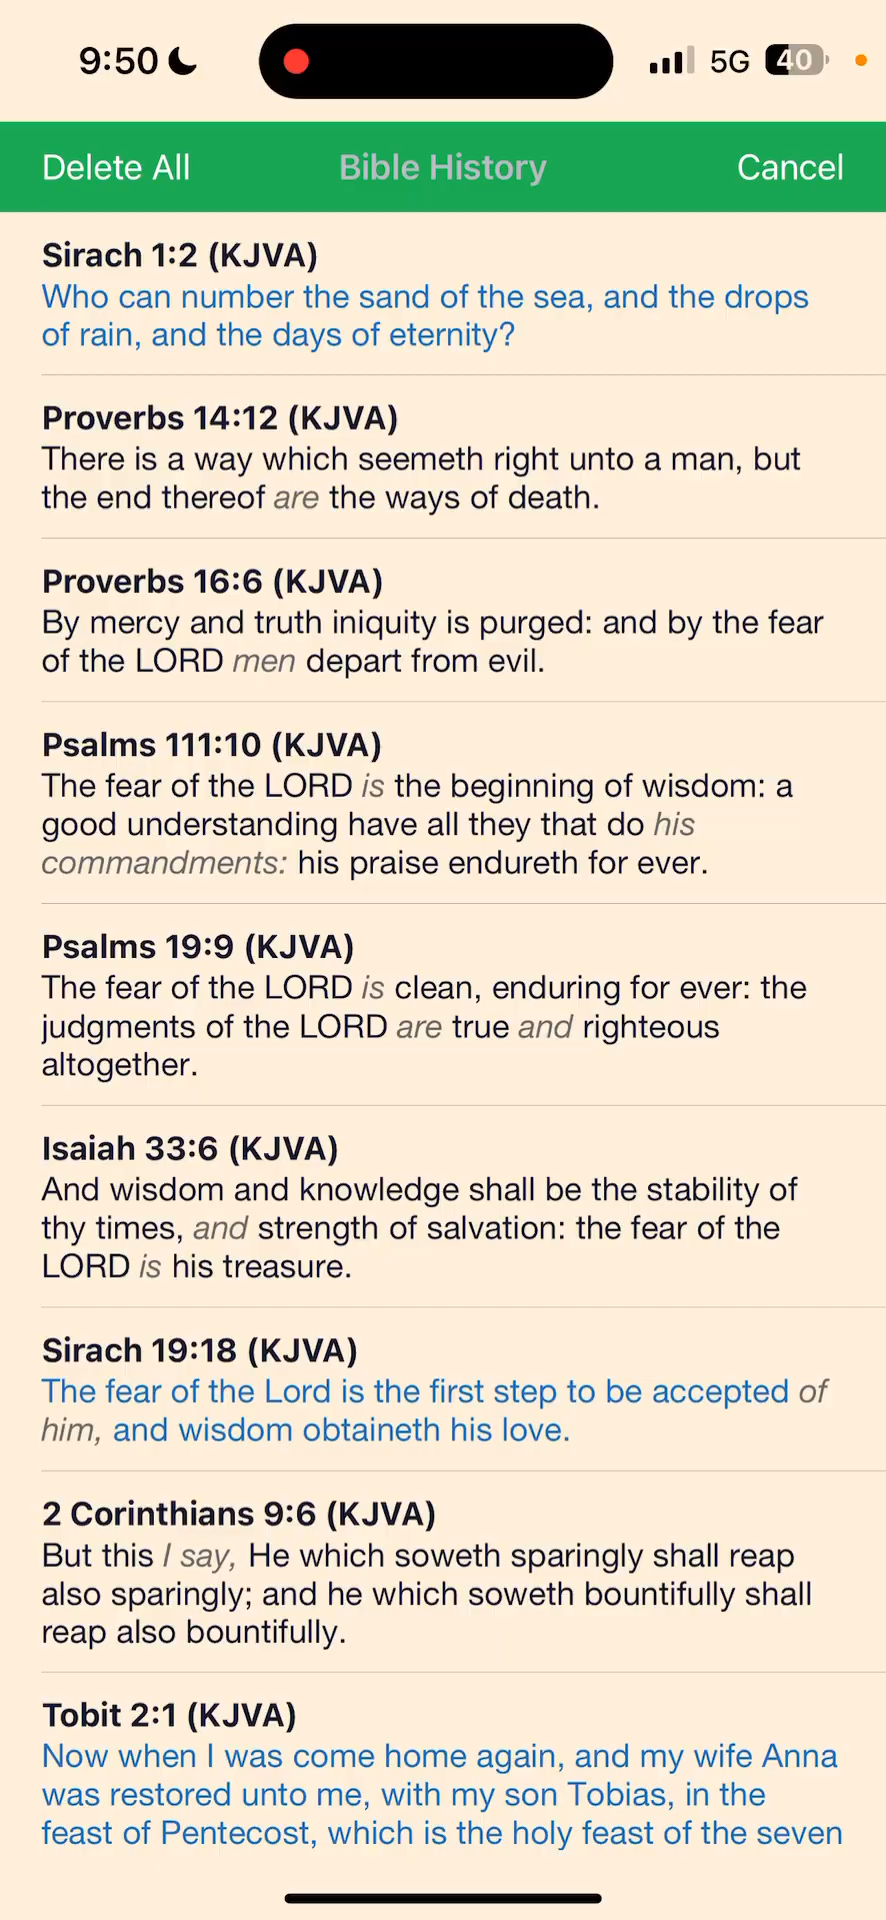 9:50
5G
40
Delete All
Bible History
Cancel
Sirach 1:2 (KJVA)
Who can number the sand of the sea, and the drops
of rain, and the days of eternity?
Proverbs 14:12 (KJVA)
There is a way which seemeth right unto a man, but
the end thereof are the ways of death.
Proverbs 16:6 (KJVA)
By mercy and truth iniquity is purged: and by the fear
of the LORD men depart from evil.
Psalms 111:10 (KJVA)
The fear of the LORD is the beginning of wisdom: a
good understanding have all they that do his
commandments: his praise endureth for ever.
Psalms 19:9 (KJVA)
The fear of the LORD is clean, enduring for ever: the
judgments of the LORD are true and righteous
altogether.
Isaiah 33:6 (KJVA)
And wisdom and knowledge shall be the stability of
thy times, and strength of salvation: the fear of the
LORD is his treasure.
Sirach 19:18 (KJVA)
The fear of the Lord is the first step to be accepted of
him, and wisdom obtaineth his love.
2 Corinthians 9:6 (KJVA)
But this I say, He which soweth sparingly shall reap
also sparingly; and he which soweth bountifully shall
reap also bountifully.
Tobit 2:1 (KJVA)
Now when I was come home again, and my wife Anna
was restored unto me, with my son Tobias, in the
feast of Pentecost, which is the holy feast of the seven